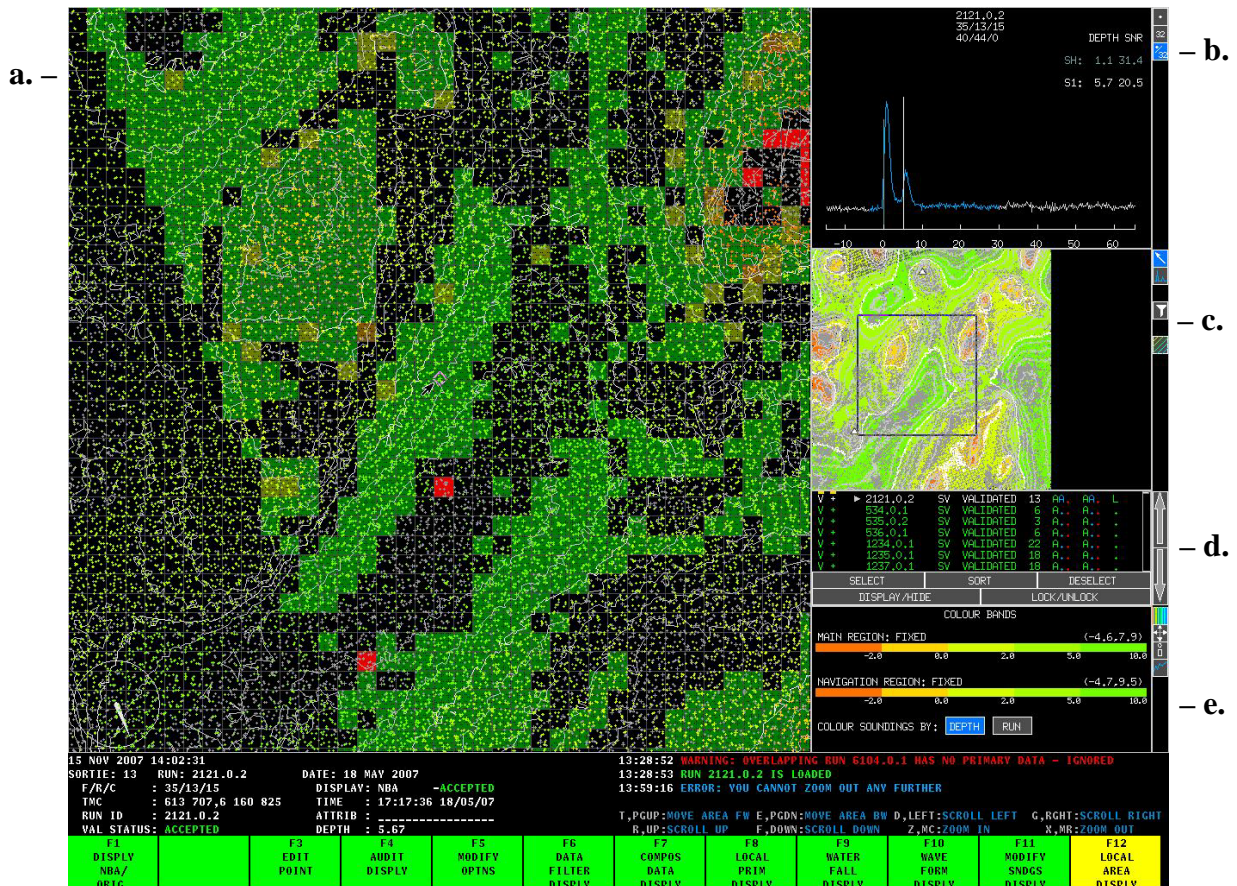 a. –
– b.
– c.
– d.
– e.
2121.0.2
35/13/15
40/44/0
DEPTH SNR
SH: 1.1 31.4
S1: 5.7 20.5
-10 0 10 20 30 40 50 60
32
32
V + 2121.0.2 SV VALIDATED 13 AA. AA. L
V + 534.0.1 SV VALIDATED 6 A.. A.. .
V + 535.0.2 SV VALIDATED 3 A.. A.. .
V + 536.0.1 SV VALIDATED 6 A.. A.. .
V + 1234.0.1 SV VALIDATED 22 A.. A.. .
V + 1235.0.1 SV VALIDATED 18 A.. A.. .
V + 1237.0.1 SV VALIDATED 18 A.. A.. .
SELECT SORT DESELECT
DISPLAY/HIDE LOCK/UNLOCK
COLOUR BANDS
MAIN REGION: FIXED (-4.6,7.9)
-2.0 0.0 2.0 5.0 10.0
NAVIGATION REGION: FIXED (-4.7,9.5)
-2.0 0.0 2.0 5.0 10.0
COLOUR SOUNDINGS BY: DEPTH RUN
15 NOV 2007 14:02:31
SORTIE: 13 RUN: 2121.0.2 DATE: 18 MAY 2007
F/R/C : 35/13/15 DISPLAY: NBA -ACCEPTED
TMC : 613 707,6 160 825 TIME : 17:17:36 18/05/07
RUN ID : 2121.0.2 ATTRIB : ________________
VAL STATUS: ACCEPTED DEPTH : 5.67
13:28:52 WARNING: OVERLAPPING RUN 6104.0.1 HAS NO PRIMARY DATA - IGNORED
13:28:53 RUN 2121.0.2 IS LOADED
13:59:16 ERROR: YOU CANNOT ZOOM OUT ANY FURTHER
T,PGUP:MOVE AREA FW E,PGDN:MOVE AREA BW D,LEFT:SCROLL LEFT G,RGHT:SCROLL RIGHT
R,UP:SCROLL UP F,DOWN:SCROLL DOWN Z,MC:ZOOM IN X,MR:ZOOM OUT
F1 F3 F4 F5 F6 F7 F8 F9 F10 F11 F12
DISPLY EDIT AUDIT MODIFY DATA COMPOS LOCAL WATER WAVE MODIFY LOCAL
NBA/ POINT DISPLY OPTNS FILTER DATA PRIM FALL FORM SNDGS AREA
ORIG DISPLY DISPLY DISPLY DISPLY DISPLY DISPLY